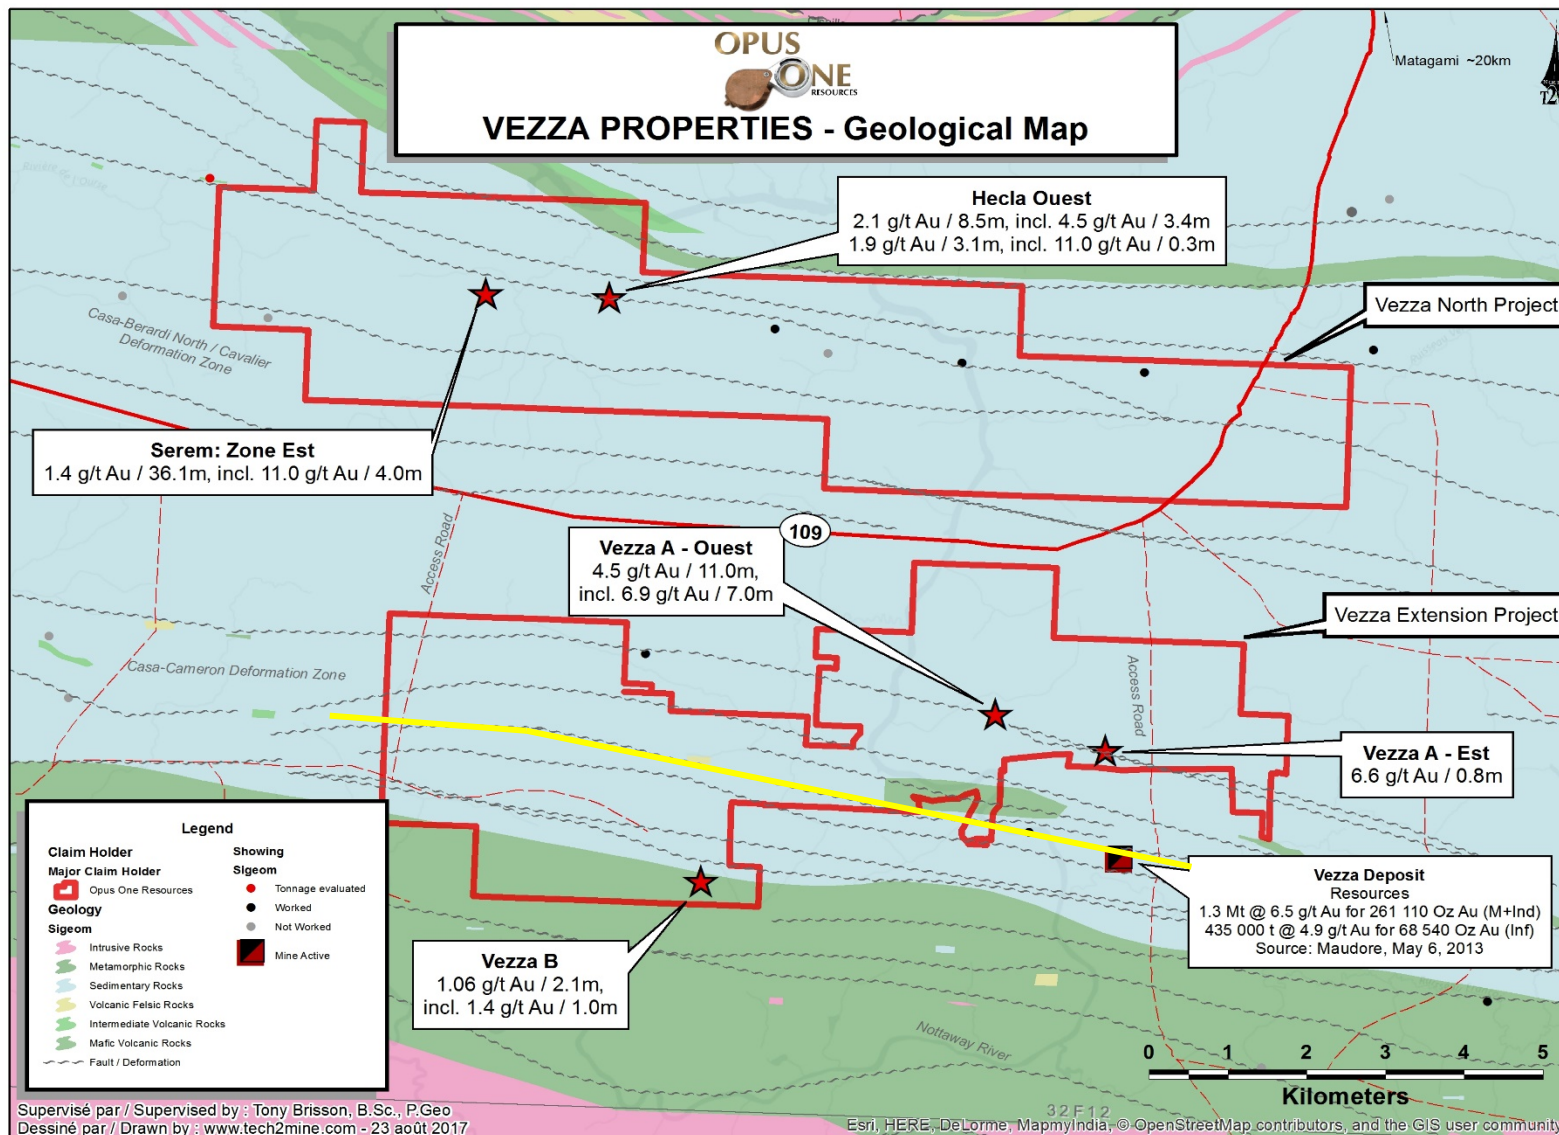 OPUS
ONE
RESOURCES
VEZZA PROPERTIES - Geological Map
Matagami ~20km
Hecla Ouest
2.1 g/t Au / 8.5m, incl. 4.5 g/t Au / 3.4m
1.9 g/t Au / 3.1m, incl. 11.0 g/t Au / 0.3m
Vezza North Project
Casa-Berardi North / Cavalier
Deformation Zone
Serem: Zone Est
1.4 g/t Au / 36.1m, incl. 11.0 g/t Au / 4.0m
109
Access Road
Vezza A - Ouest
4.5 g/t Au / 11.0m,
incl. 6.9 g/t Au / 7.0m
Vezza Extension Project
Casa-Cameron Deformation Zone
Access Road
Vezza A - Est
6.6 g/t Au / 0.8m
Vezza Deposit
Resources
1.3 Mt @ 6.5 g/t Au for 261 110 Oz Au (M+Ind)
435 000 t @ 4.9 g/t Au for 68 540 Oz Au (Inf)
Source: Maudore, May 6, 2013
Vezza B
1.06 g/t Au / 2.1m,
incl. 1.4 g/t Au / 1.0m
Nottaway River
Legend
Claim Holder
Major Claim Holder
Opus One Resources
Geology
Sigeom
Intrusive Rocks
Metamorphic Rocks
Sedimentary Rocks
Volcanic Felsic Rocks
Intermediate Volcanic Rocks
Mafic Volcanic Rocks
Fault / Deformation
Showing
Sigeom
Tonnage evaluated
Worked
Not Worked
Mine Active
0 1 2 3 4 5
Kilometers
32F12
Supervisé par / Supervised by : Tony Brisson, B.Sc., P.Geo
Dessiné par / Drawn by : www.tech2mine.com - 23 août 2017
Esri, HERE, DeLorme, MapmyIndia, © OpenStreetMap contributors, and the GIS user community